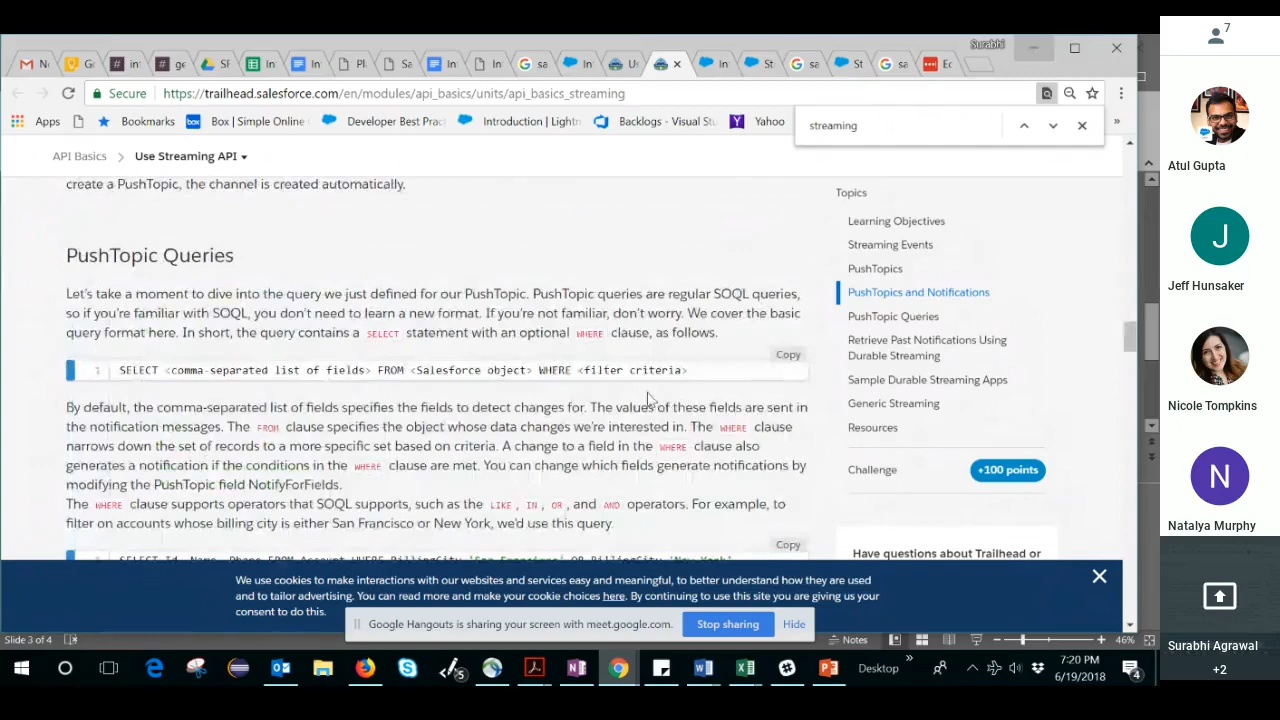 Surabhi
Secure
https://trailhead.salesforce.com/en/modules/api_basics/units/api_basics_streaming
Apps
Bookmarks
Box | Simple Online
Developer Best Prac
Introduction | Lightn
Backlogs - Visual Stu
Yahoo
»
streaming
API Basics
Use Streaming API
create a PushTopic, the channel is created automatically.
PushTopic Queries
Let's take a moment to dive into the query we just defined for our PushTopic. PushTopic queries are regular SOQL queries,
so if you're familiar with SOQL, you don't need to learn a new format. If you're not familiar, don't worry. We cover the basic
query format here. In short, the query contains a SELECT statement with an optional WHERE clause, as follows.
Copy
1 SELECT <comma-separated list of fields> FROM <Salesforce object> WHERE <filter criteria>
By default, the comma-separated list of fields specifies the fields to detect changes for. The values of these fields are sent in
the notification messages. The FROM clause specifies the object whose data changes we're interested in. The WHERE clause
narrows down the set of records to a more specific set based on criteria. A change to a field in the WHERE clause also
generates a notification if the conditions in the WHERE clause are met. You can change which fields generate notifications by
modifying the PushTopic field NotifyForFields.
The WHERE clause supports operators that SOQL supports, such as the LIKE, IN, OR, and AND operators. For example, to
filter on accounts whose billing city is either San Francisco or New York, we'd use this query.
Copy
Topics
Learning Objectives
Streaming Events
PushTopics
PushTopics and Notifications
PushTopic Queries
Retrieve Past Notifications Using
Durable Streaming
Sample Durable Streaming Apps
Generic Streaming
Resources
Challenge
+100 points
Have questions about Trailhead or
We use cookies to make interactions with our websites and services easy and meaningful, to better understand how they are used
and to tailor advertising. You can read more and make your cookie choices here. By continuing to use this site you are giving us your
consent to do this.
Google Hangouts is sharing your screen with meet.google.com.
Stop sharing
Hide
Slide 3 of 4
Notes
46%
Desktop
»
7:20 PM
6/19/2018
4
7
Atul Gupta
J
Jeff Hunsaker
Nicole Tompkins
N
Natalya Murphy
Surabhi Agrawal
+2